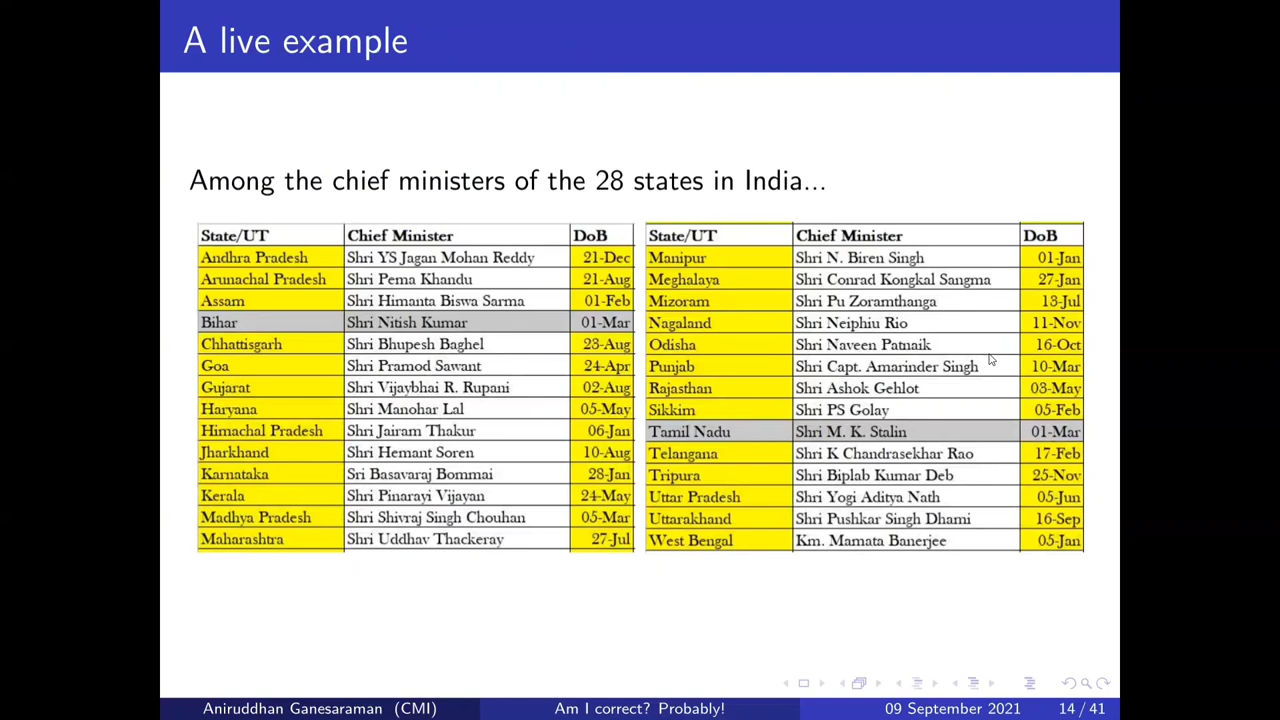 A live example
Among the chief ministers of the 28 states in India...
State/UT Chief Minister DoB
Andhra Pradesh Shri YS Jagan Mohan Reddy 21-Dec
Arunachal Pradesh Shri Pema Khandu 21-Aug
Assam Shri Himanta Biswa Sarma 01-Feb
Bihar Shri Nitish Kumar 01-Mar
Chhattisgarh Shri Bhupesh Baghel 23-Aug
Goa Shri Pramod Sawant 24-Apr
Gujarat Shri Vijaybhai R. Rupani 02-Aug
Haryana Shri Manohar Lal 05-May
Himachal Pradesh Shri Jairam Thakur 06-Jan
Jharkhand Shri Hemant Soren 10-Aug
Karnataka Sri Basavaraj Bommai 28-Jan
Kerala Shri Pinarayi Vijayan 24-May
Madhya Pradesh Shri Shivraj Singh Chouhan 05-Mar
Maharashtra Shri Uddhav Thackeray 27-Jul
State/UT Chief Minister DoB
Manipur Shri N. Biren Singh 01-Jan
Meghalaya Shri Conrad Kongkal Sangma 27-Jan
Mizoram Shri Pu Zoramthanga 13-Jul
Nagaland Shri Neiphiu Rio 11-Nov
Odisha Shri Naveen Patnaik 16-Oct
Punjab Shri Capt. Amarinder Singh 10-Mar
Rajasthan Shri Ashok Gehlot 03-May
Sikkim Shri PS Golay 05-Feb
Tamil Nadu Shri M. K. Stalin 01-Mar
Telangana Shri K Chandrasekhar Rao 17-Feb
Tripura Shri Biplab Kumar Deb 25-Nov
Uttar Pradesh Shri Yogi Aditya Nath 05-Jun
Uttarakhand Shri Pushkar Singh Dhami 16-Sep
West Bengal Km. Mamata Banerjee 05-Jan
Aniruddhan Ganesaraman (CMI) Am I correct? Probably! 09 September 2021 14 / 41